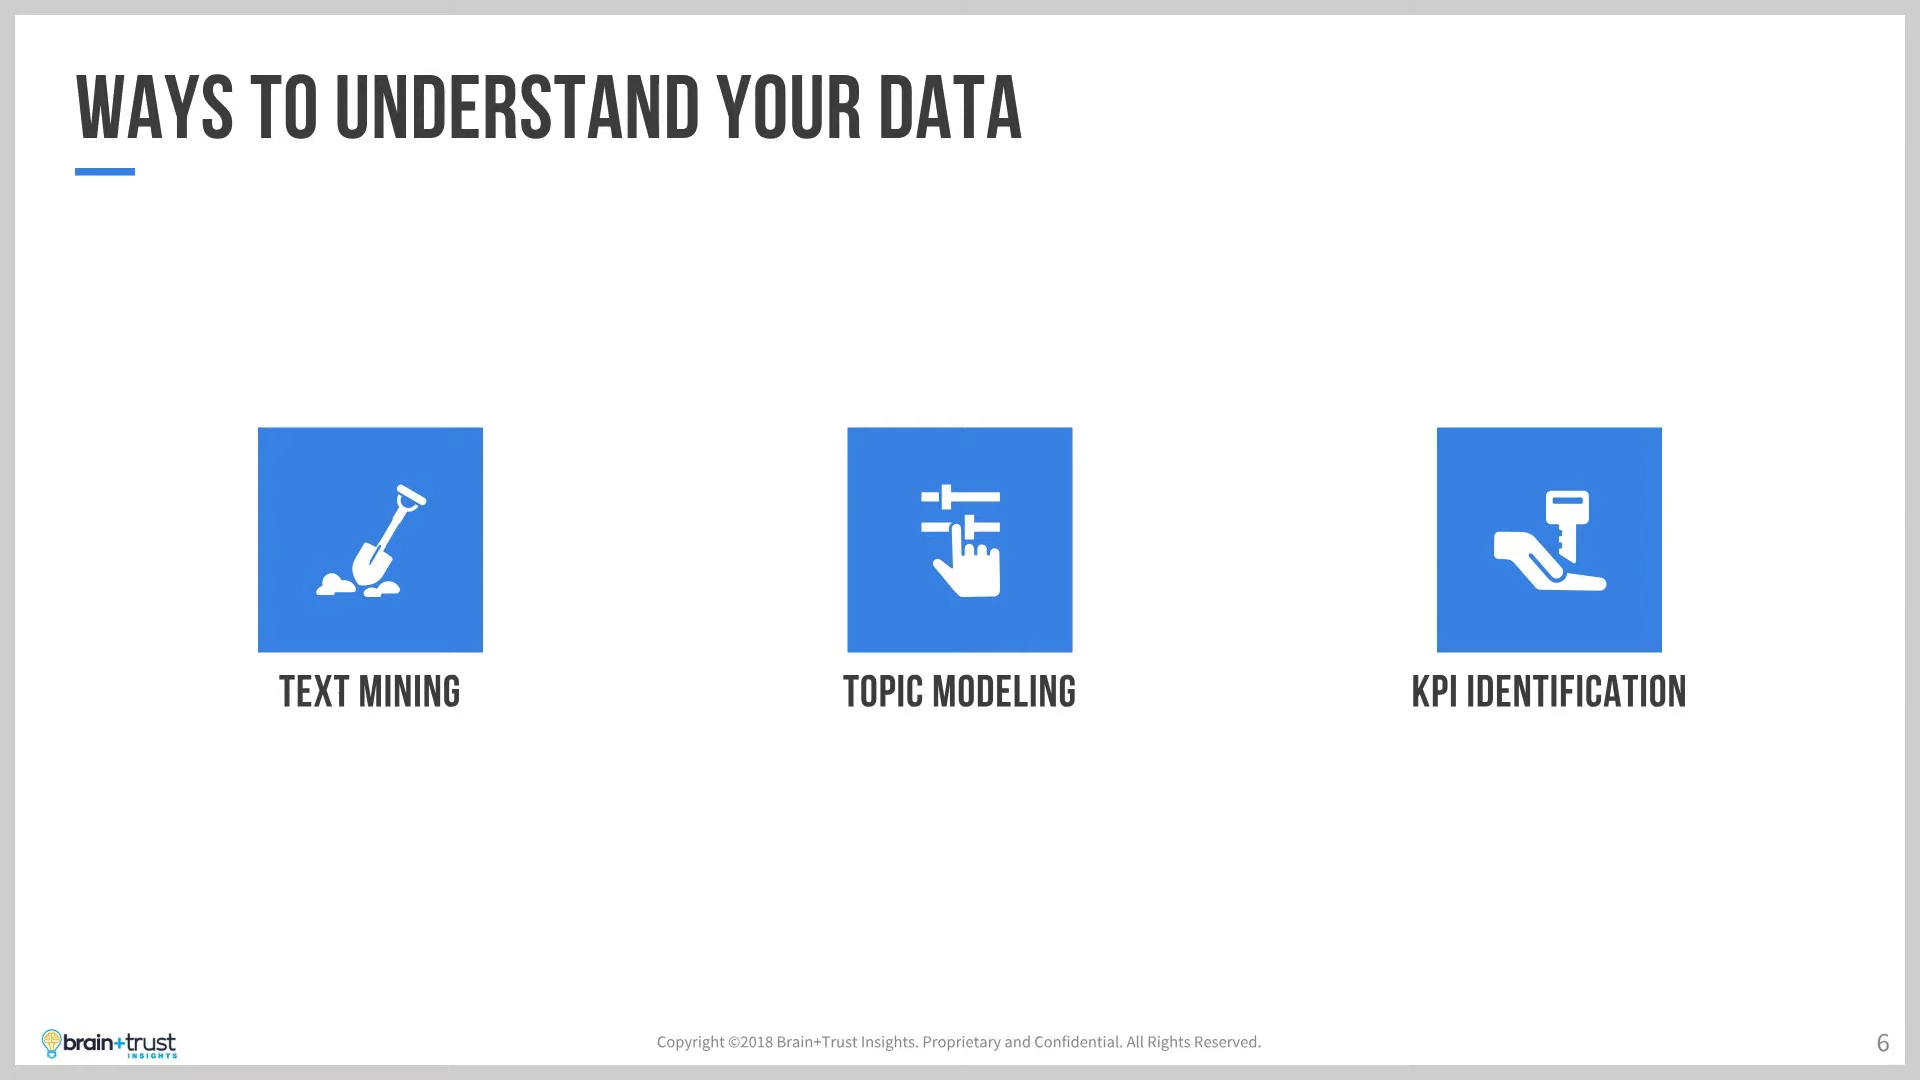 WAYS TO UNDERSTAND YOUR DATA
TEXT MINING
TOPIC MODELING
KPI IDENTIFICATION
brain+trust
INSIGHTS
Copyright ©2018 Brain+Trust Insights. Proprietary and Confidential. All Rights Reserved.
6